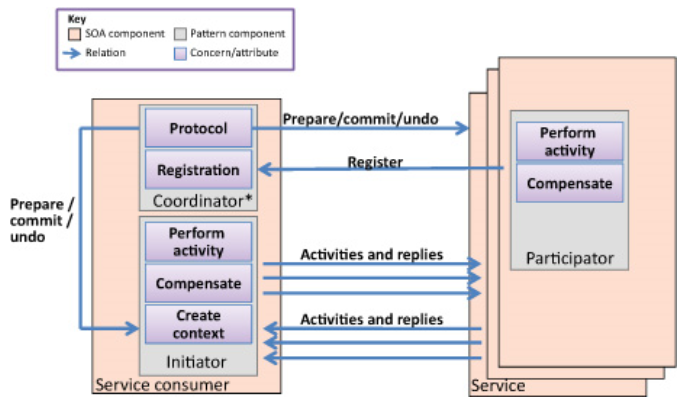 Key
SOA component
Pattern component
Relation
Concern/attribute
Protocol
Prepare/commit/undo
Registration
Register
Coordinator*
Prepare /
commit /
undo
Perform
activity
Compensate
Create
context
Initiator
Service consumer
Activities and replies
Activities and replies
Perform
activity
Compensate
Participator
Service